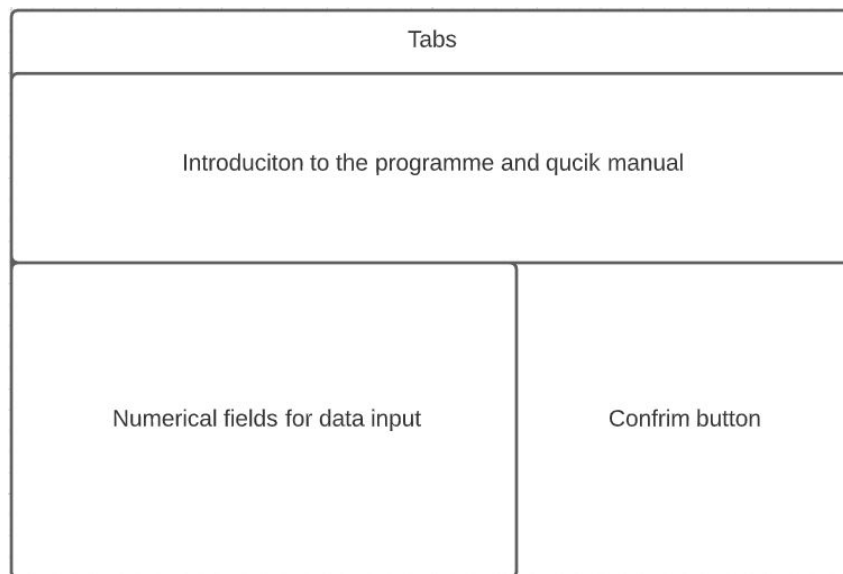 Tabs
Introduciton to the programme and qucik manual
Numerical fields for data input
Confrim button